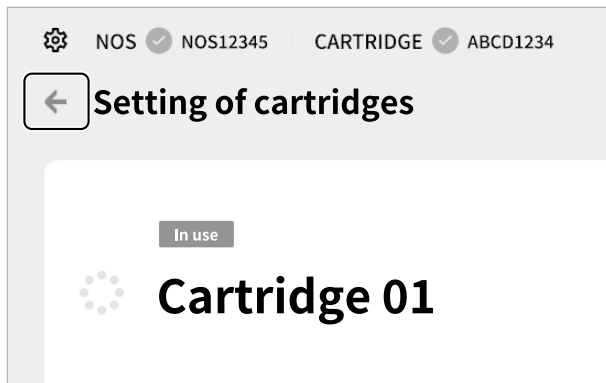 NOS NOS12345 CARTRIDGE ABCD1234
Setting of cartridges
In use
Cartridge 01